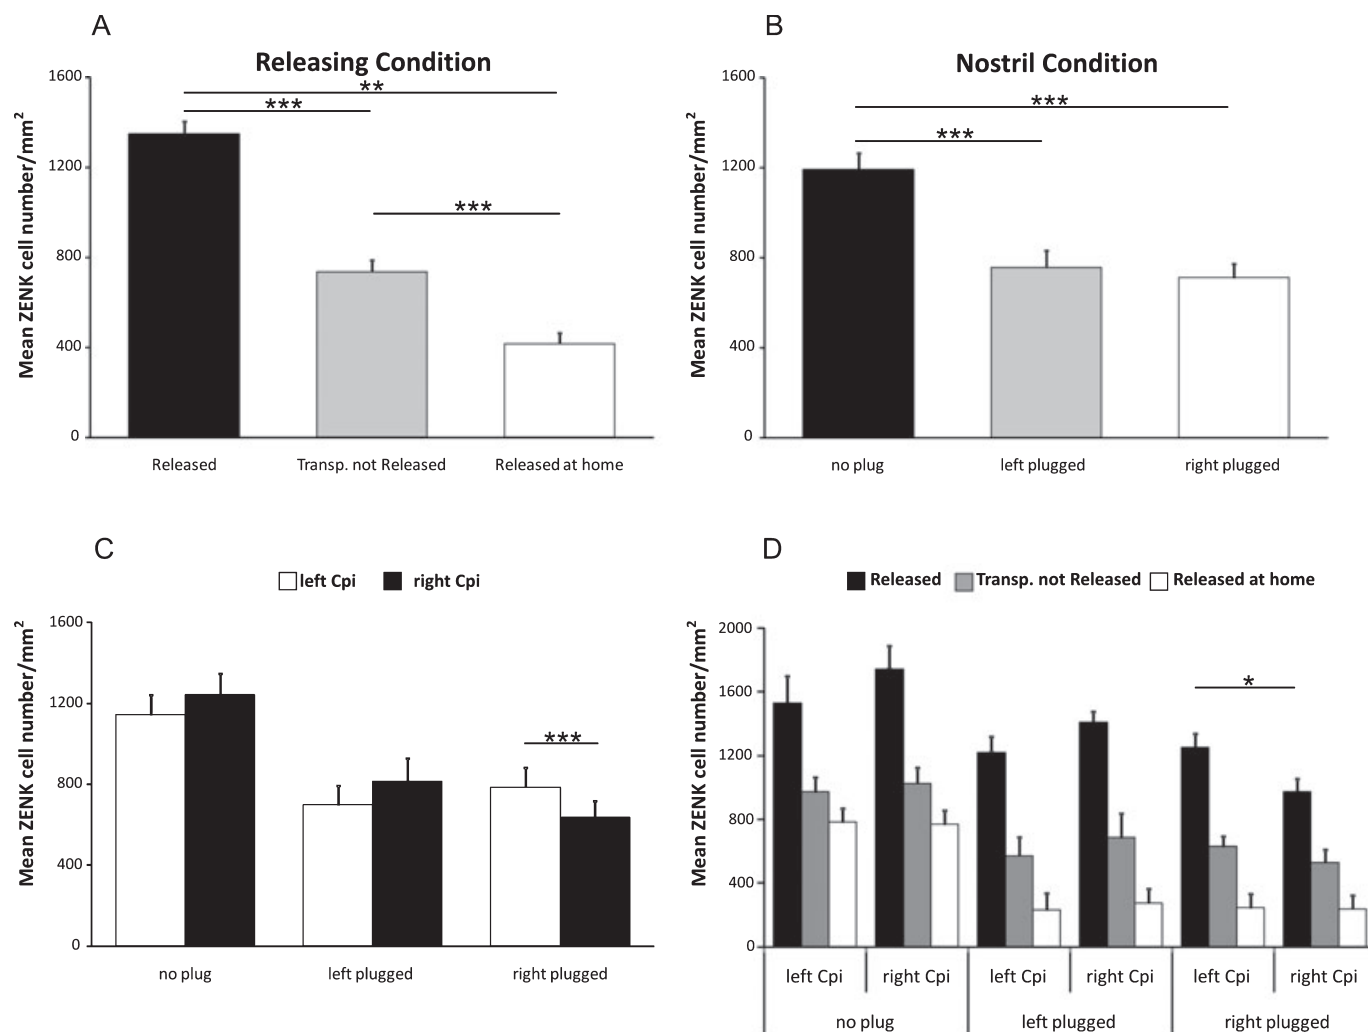 A
Releasing Condition
Mean ZENK cell number/mm²
1600
1200
800
400
0
**
***
***
Released
Transp. not Released
Released at home
B
Nostril Condition
Mean ZENK cell number/mm²
1600
1200
800
400
0
***
***
no plug
left plugged
right plugged
C
left Cpi
right Cpi
Mean ZENK cell number/mm²
1600
1200
800
400
0
***
no plug
left plugged
right plugged
D
Released
Transp. not Released
Released at home
Mean ZENK cell number/mm²
2000
1600
1200
800
400
0
*
left Cpi
right Cpi
left Cpi
right Cpi
left Cpi
right Cpi
no plug
left plugged
right plugged